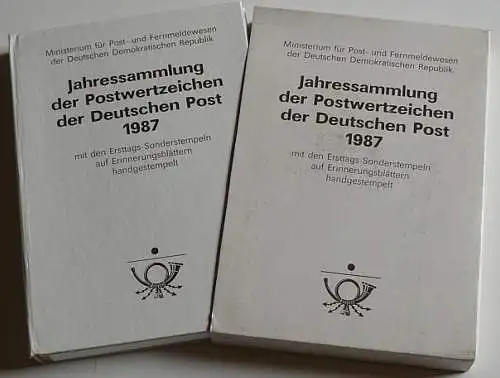 Ministerium für Post- und Fernmeldewesen
der Deutschen Demokratischen Republik
Jahressammlung
der Postwertzeichen
der Deutschen Post
1987
mit den Ersttags-Sonderstempeln
auf Erinnerungsblättern
handgestempelt
Ministerium für Post- und Fernmeldewesen
der Deutschen Demokratischen Republik
Jahressammlung
der Postwertzeichen
der Deutschen Post
1987
mit den Ersttags-Sonderstempeln
auf Erinnerungsblättern
handgestempelt